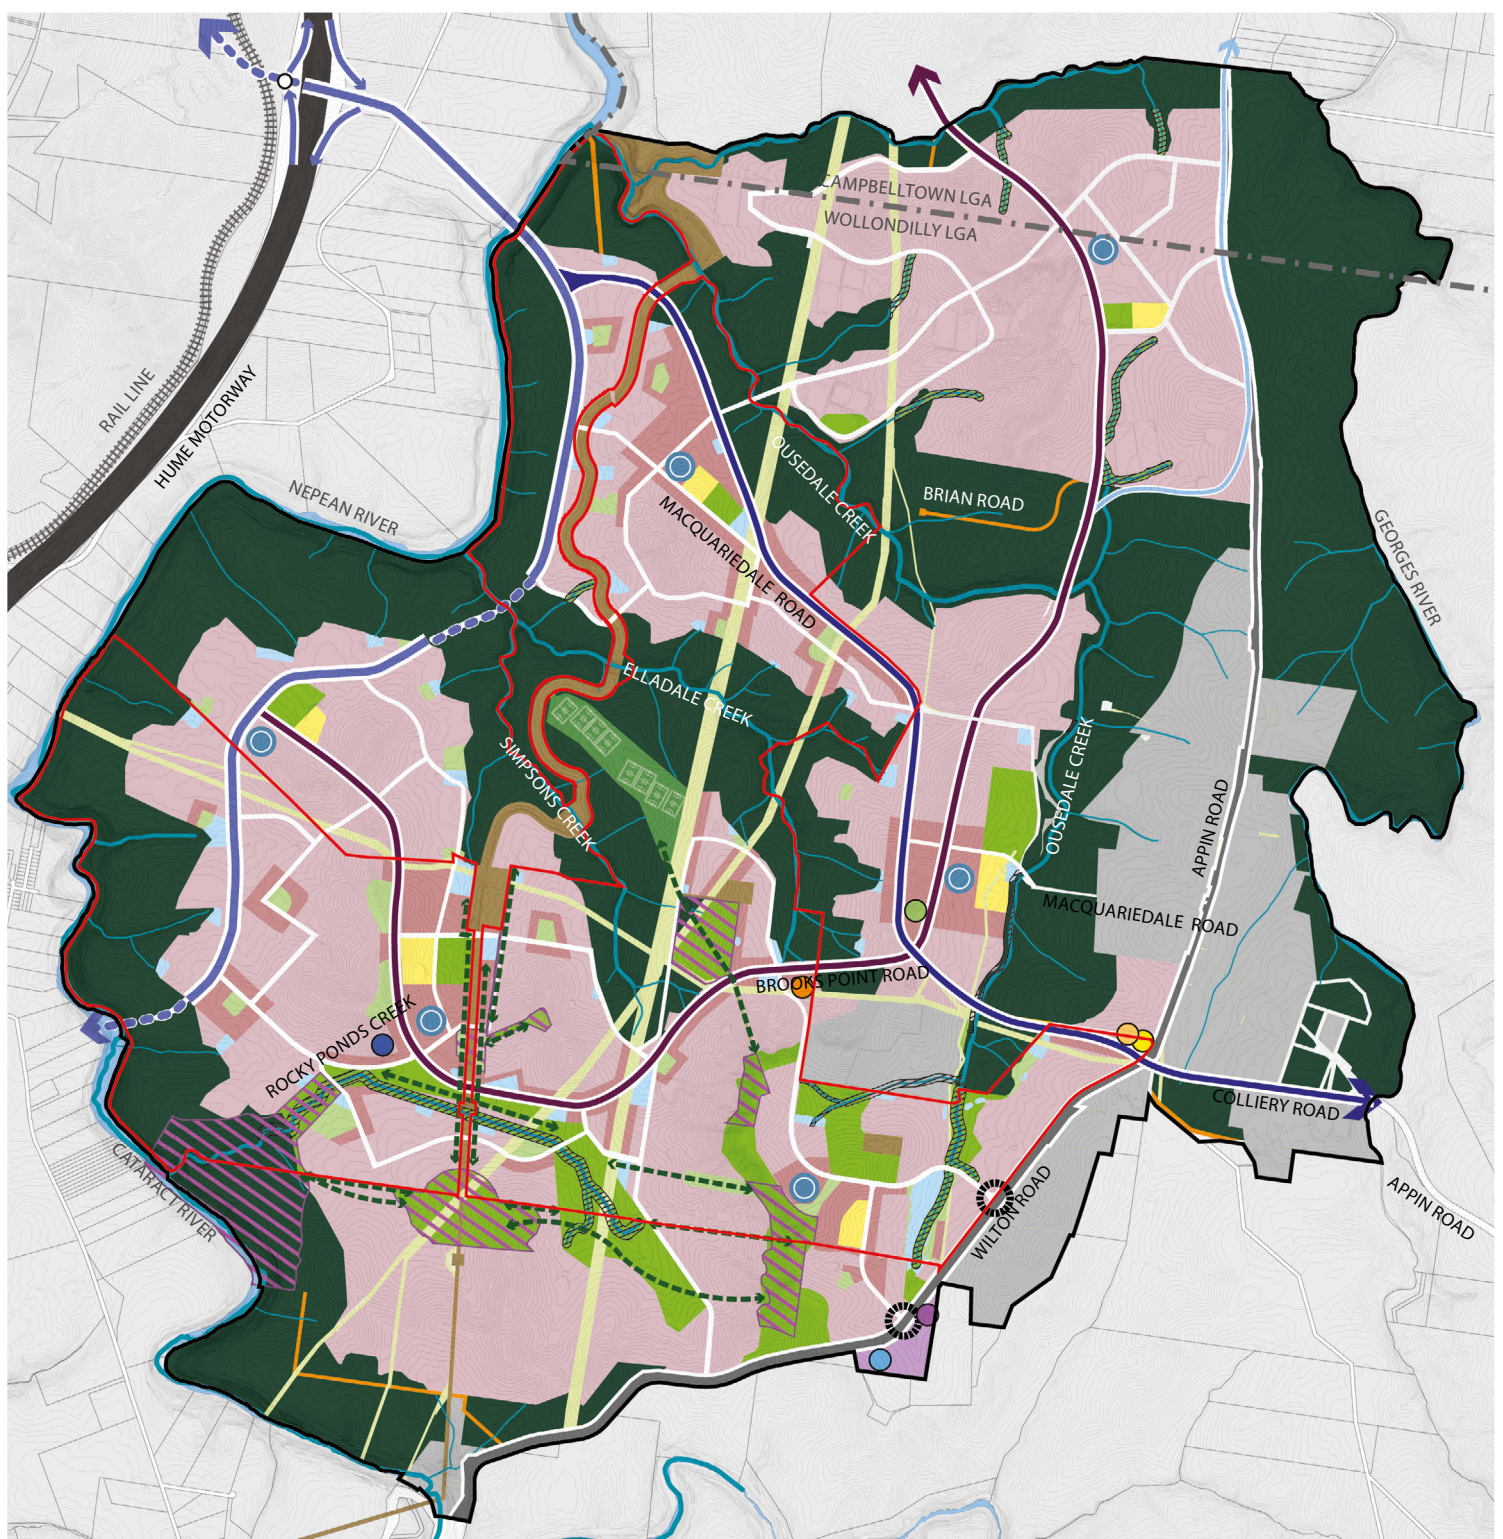 CAMPBELLTOWN LGA
WOLLONDILLY LGA
RAIL LINE
HUME MOTORWAY
NEPEAN RIVER
OUSEDALE CREEK
BRIAN ROAD
GEORGES RIVER
MACQUARIEDALE ROAD
ELLADALE CREEK
SIMPSONS CREEK
OUSEDALE CREEK
APPIN ROAD
MACQUARIEDALE ROAD
BROOKS POINT ROAD
ROCKY PONDS CREEK
COLLIERY ROAD
CATARACT RIVER
WILTON ROAD
APPIN ROAD